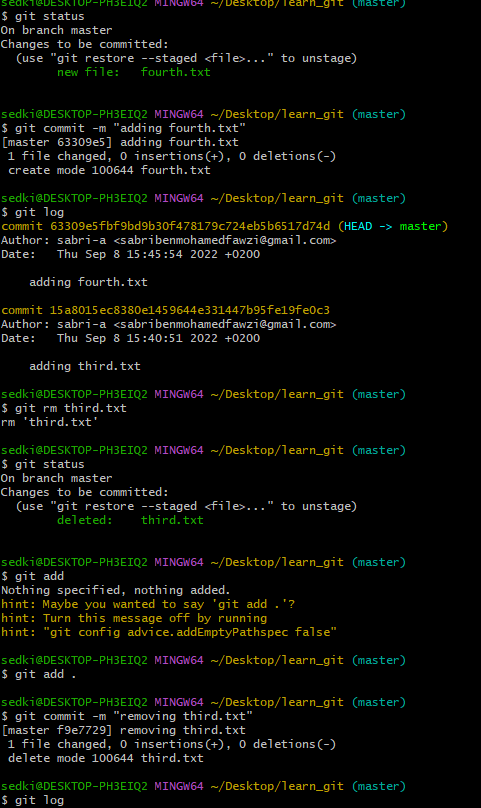 sedki@DESKTOP-PH3EIQ2 MINGW64 ~/Desktop/learn_git (master)
$ git status
On branch master
Changes to be committed:
  (use "git restore --staged <file>..." to unstage)
        new file:   fourth.txt

sedki@DESKTOP-PH3EIQ2 MINGW64 ~/Desktop/learn_git (master)
$ git commit -m "adding fourth.txt"
[master 63309e5] adding fourth.txt
 1 file changed, 0 insertions(+), 0 deletions(-)
 create mode 100644 fourth.txt

sedki@DESKTOP-PH3EIQ2 MINGW64 ~/Desktop/learn_git (master)
$ git log
commit 63309e5fbf9bd9b30f478179c724eb5b6517d74d (HEAD -> master)
Author: sabri-a <sabribenmohamedfawzi@gmail.com>
Date:   Thu Sep 8 15:45:54 2022 +0200

    adding fourth.txt

commit 15a8015ec8380e1459644e331447b95fe19fe0c3
Author: sabri-a <sabribenmohamedfawzi@gmail.com>
Date:   Thu Sep 8 15:40:51 2022 +0200

    adding third.txt

sedki@DESKTOP-PH3EIQ2 MINGW64 ~/Desktop/learn_git (master)
$ git rm third.txt
rm 'third.txt'

sedki@DESKTOP-PH3EIQ2 MINGW64 ~/Desktop/learn_git (master)
$ git status
On branch master
Changes to be committed:
  (use "git restore --staged <file>..." to unstage)
        deleted:    third.txt

sedki@DESKTOP-PH3EIQ2 MINGW64 ~/Desktop/learn_git (master)
$ git add
Nothing specified, nothing added.
hint: Maybe you wanted to say 'git add .'?
hint: Turn this message off by running
hint: "git config advice.addEmptyPathspec false"

sedki@DESKTOP-PH3EIQ2 MINGW64 ~/Desktop/learn_git (master)
$ git add .

sedki@DESKTOP-PH3EIQ2 MINGW64 ~/Desktop/learn_git (master)
$ git commit -m "removing third.txt"
[master f9e7729] removing third.txt
 1 file changed, 0 insertions(+), 0 deletions(-)
 delete mode 100644 third.txt

sedki@DESKTOP-PH3EIQ2 MINGW64 ~/Desktop/learn_git (master)
$ git log